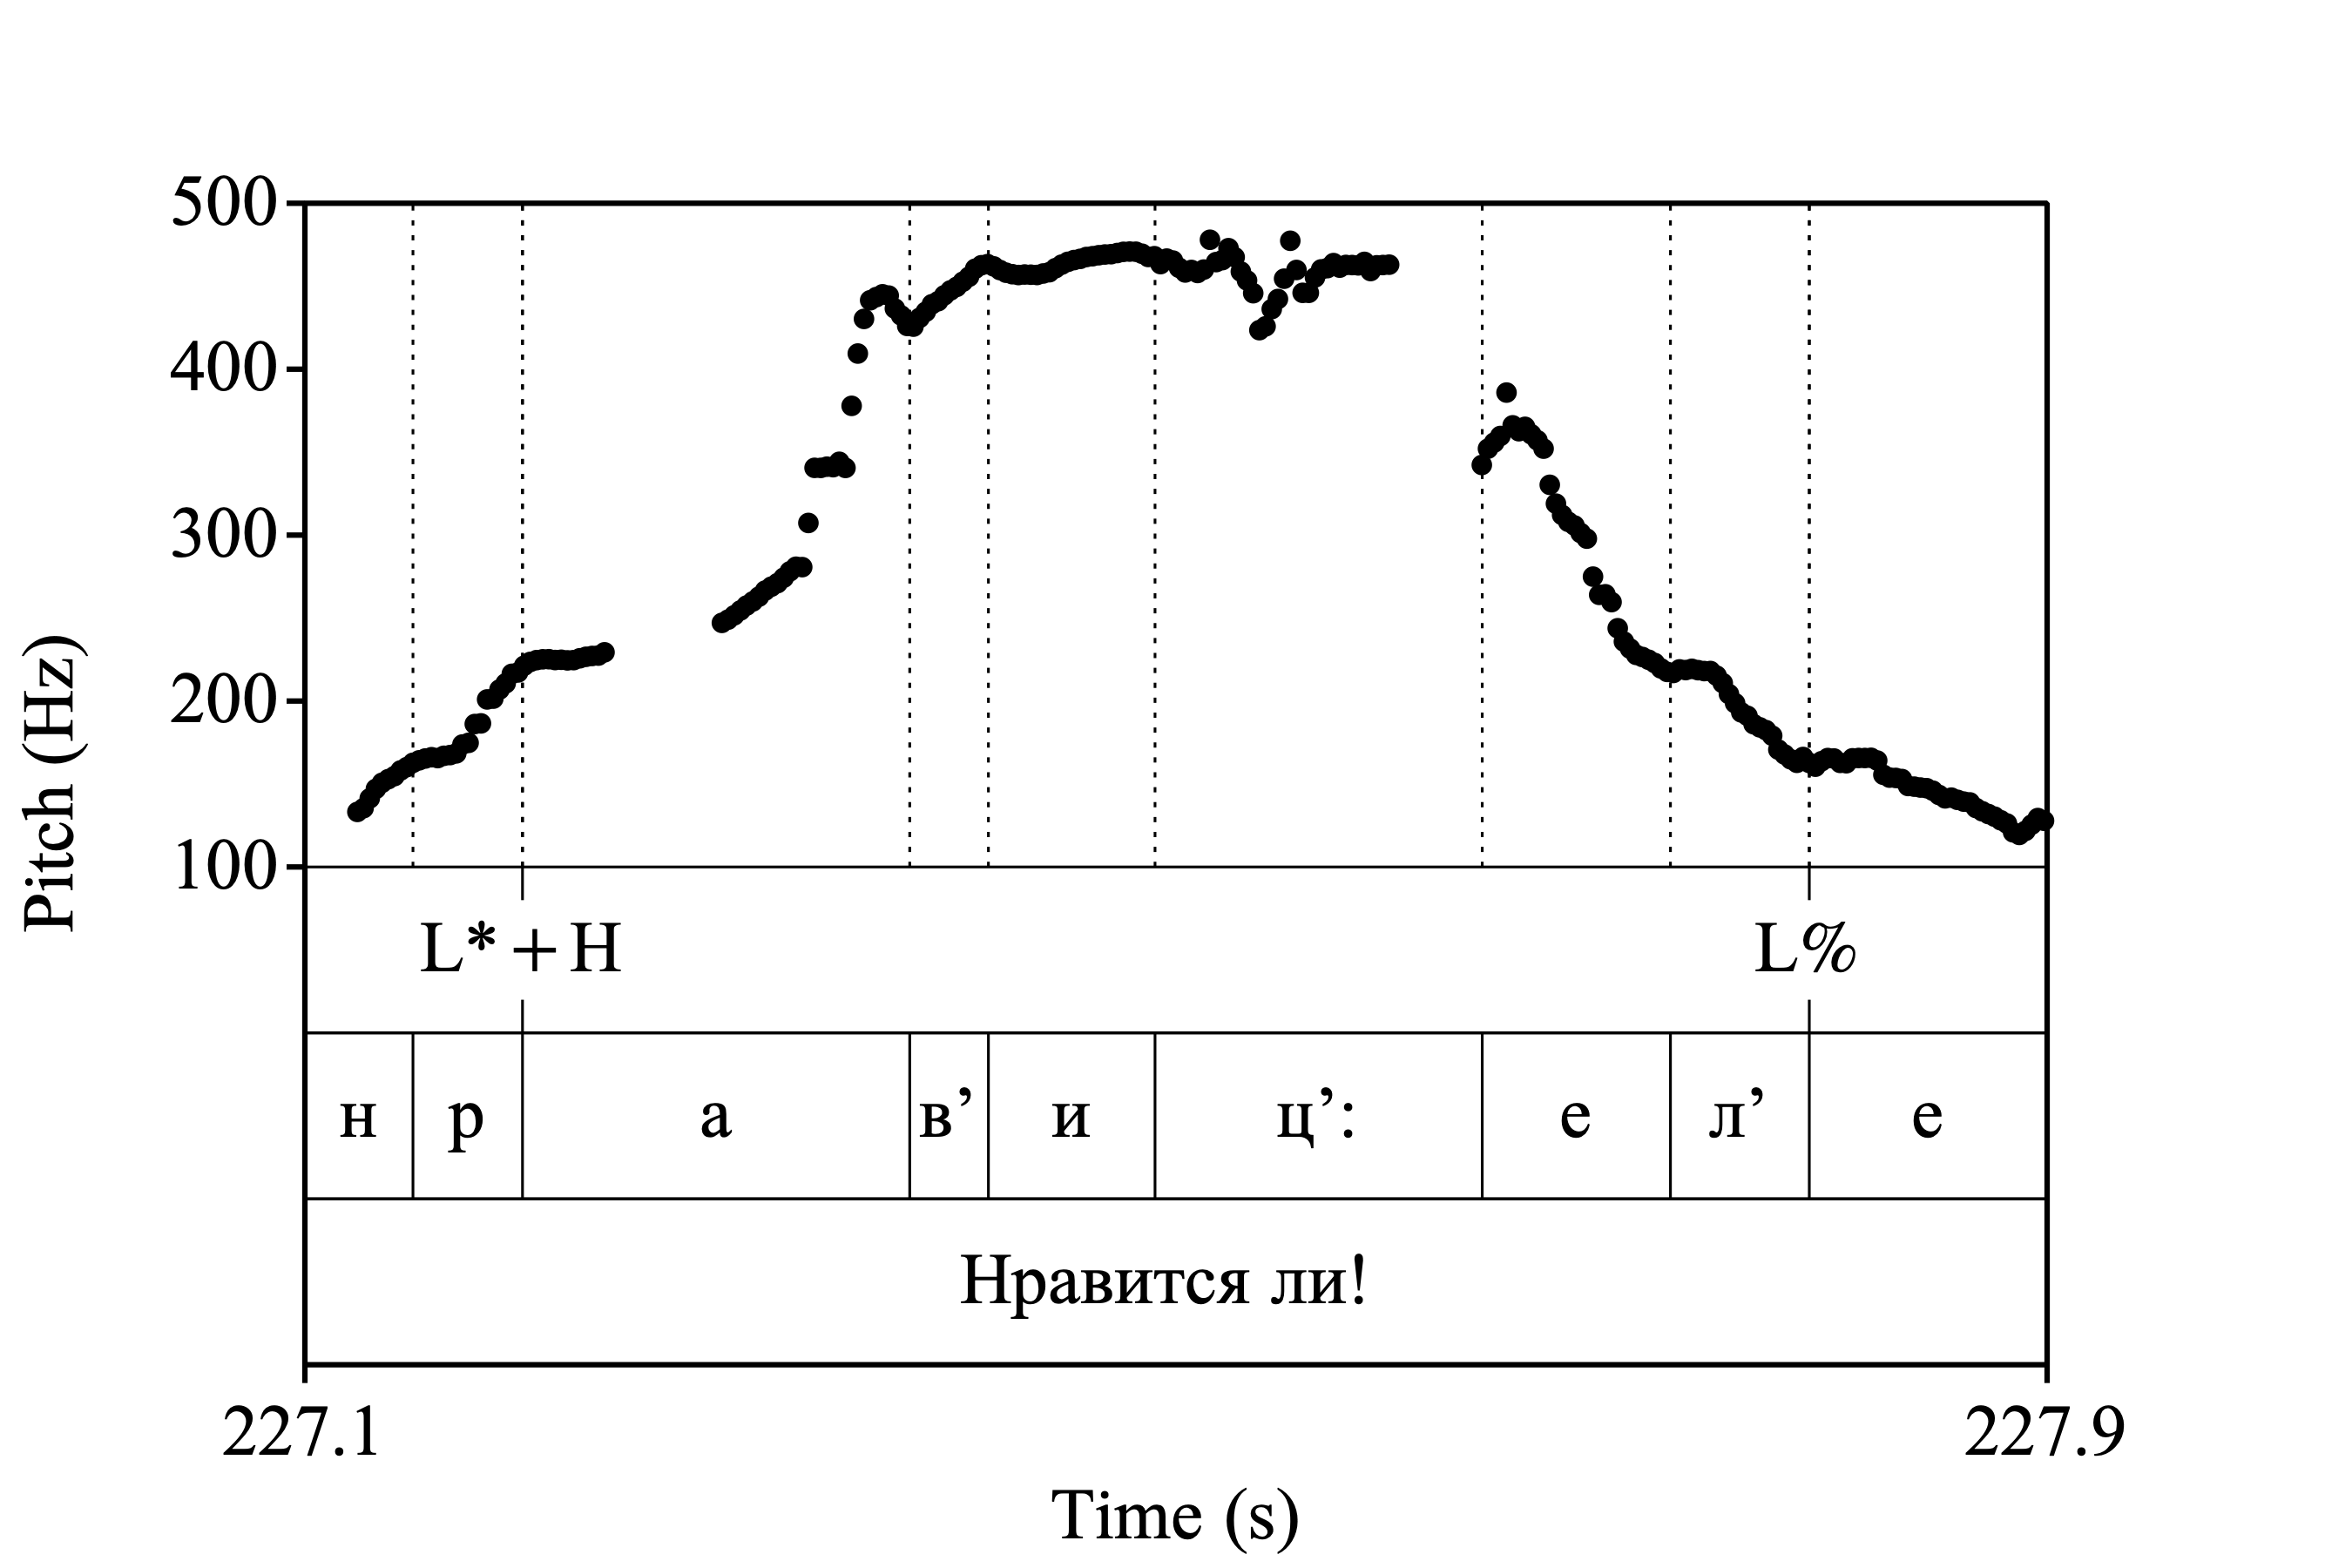 500
400
300
200
100
Pitch (Hz)
L*+H L%
н р а в’ и ц’: е л’ е
Нравится ли!
227.1 227.9
Time (s)